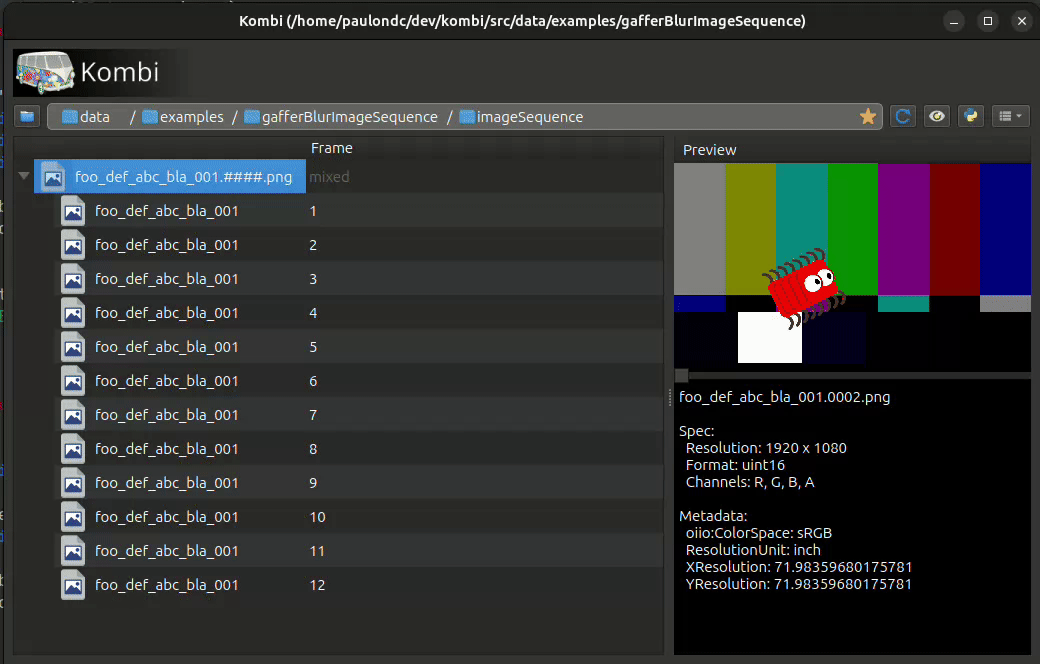 Kombi (/home/paulondc/dev/kombi/src/data/examples/gafferBlurImageSequence)
Kombi
data / examples / gafferBlurImageSequence / imageSequence
Frame
foo_def_abc_bla_001.####.png mixed
foo_def_abc_bla_001 1
foo_def_abc_bla_001 2
foo_def_abc_bla_001 3
foo_def_abc_bla_001 4
foo_def_abc_bla_001 5
foo_def_abc_bla_001 6
foo_def_abc_bla_001 7
foo_def_abc_bla_001 8
foo_def_abc_bla_001 9
foo_def_abc_bla_001 10
foo_def_abc_bla_001 11
foo_def_abc_bla_001 12
Preview
foo_def_abc_bla_001.0002.png
Spec:
Resolution: 1920 x 1080
Format: uint16
Channels: R, G, B, A
Metadata:
oiio:ColorSpace: sRGB
ResolutionUnit: inch
XResolution: 71.98359680175781
YResolution: 71.98359680175781